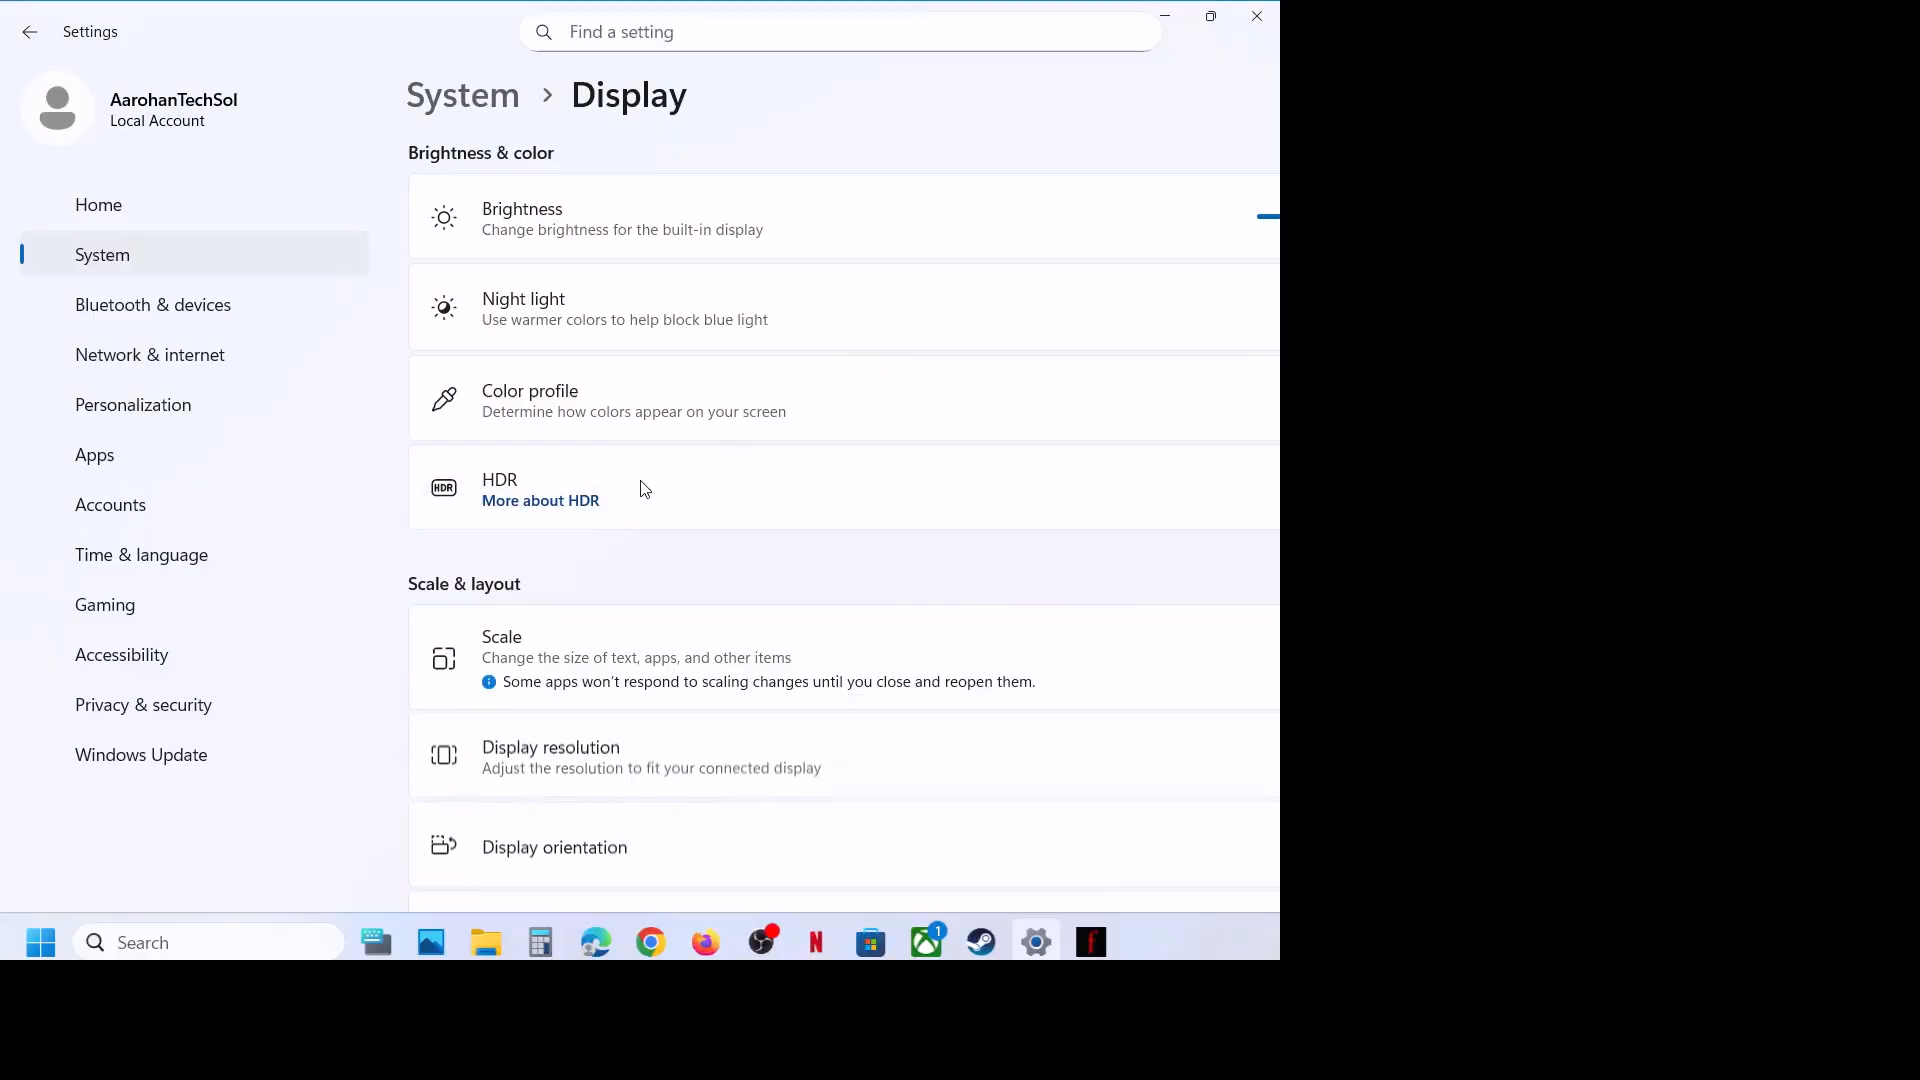 Settings
Find a setting
AarohanTechSol
Local Account
System > Display
Home
System
Bluetooth & devices
Network & internet
Personalization
Apps
Accounts
Time & language
Gaming
Accessibility
Privacy & security
Windows Update
Brightness & color
Brightness
Change brightness for the built-in display
Night light
Use warmer colors to help block blue light
Color profile
Determine how colors appear on your screen
HDR
HDR
More about HDR
Scale & layout
Scale
Change the size of text, apps, and other items
Some apps won't respond to scaling changes until you close and reopen them.
Display resolution
Adjust the resolution to fit your connected display
Display orientation
Search
N
1
f